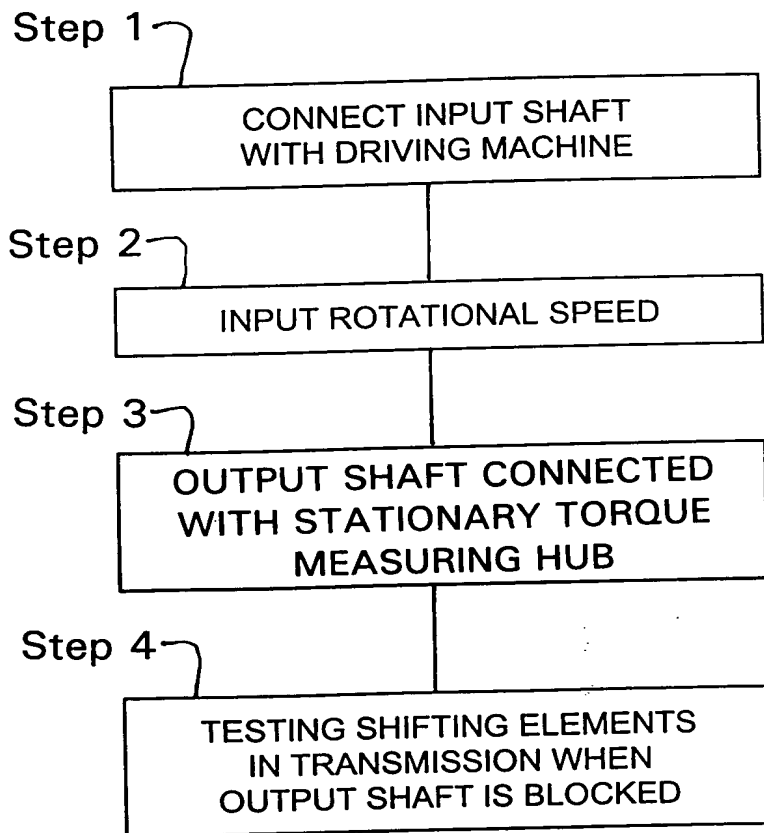 Step 1
CONNECT INPUT SHAFT
WITH DRIVING MACHINE
Step 2
INPUT ROTATIONAL SPEED
Step 3
OUTPUT SHAFT CONNECTED
WITH STATIONARY TORQUE
MEASURING HUB
Step 4
TESTING SHIFTING ELEMENTS
IN TRANSMISSION WHEN
OUTPUT SHAFT IS BLOCKED